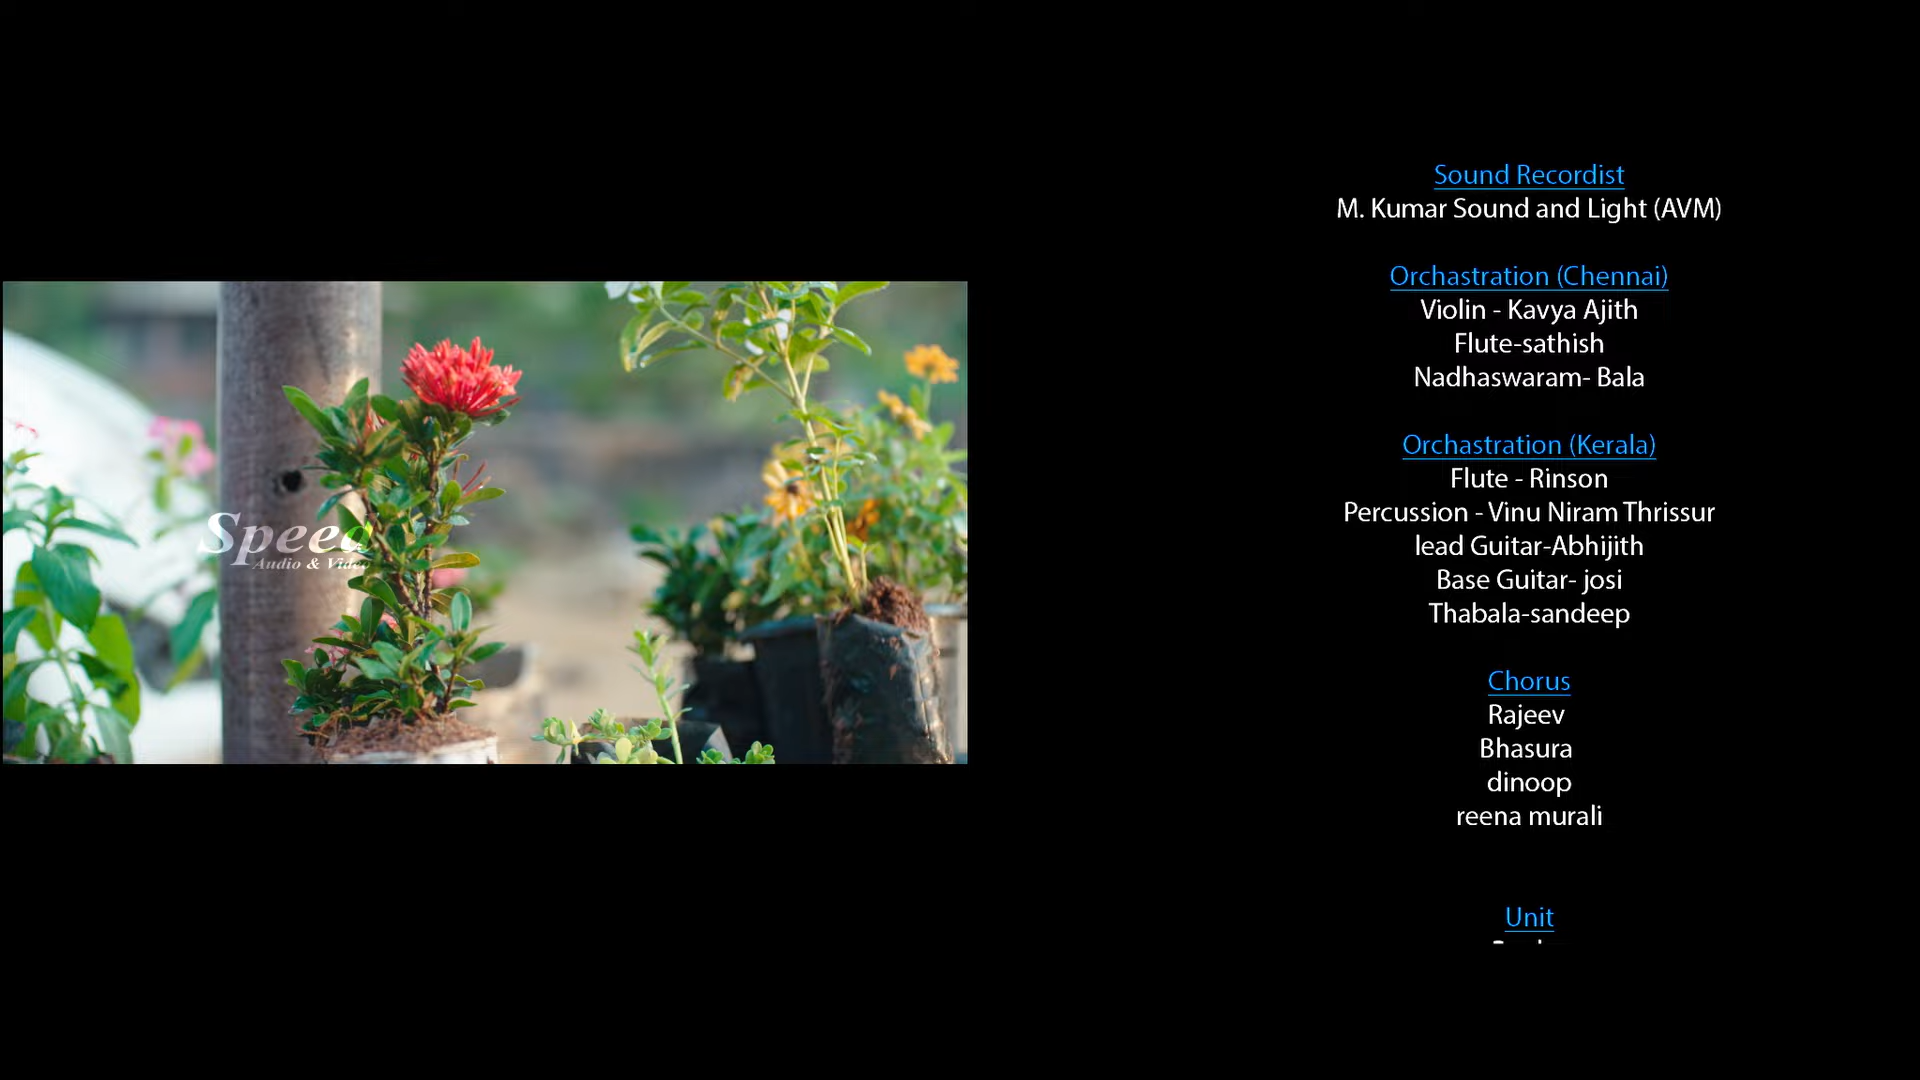 Speed
Audio & Video
Sound Recordist
M. Kumar Sound and Light (AVM)
Orchastration (Chennai)
Violin - Kavya Ajith
Flute-sathish
Nadhaswaram- Bala
Orchastration (Kerala)
Flute - Rinson
Percussion - Vinu Niram Thrissur
lead Guitar-Abhijith
Base Guitar- josi
Thabala-sandeep
Chorus
Rajeev
Bhasura
dinoop
reena murali
Unit